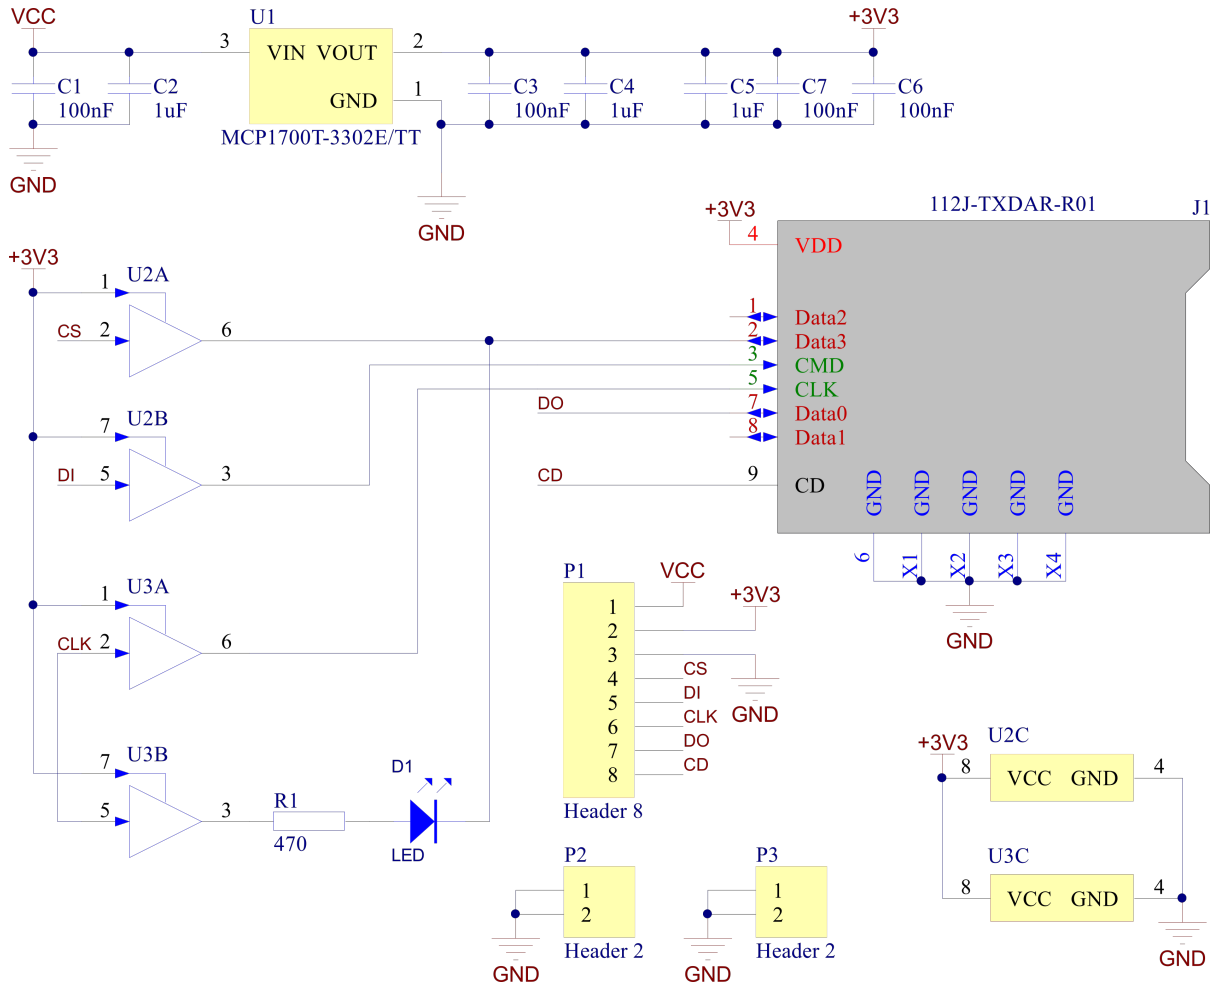 VCC
U1
+3V3
3
VIN VOUT
2
C1
100nF
C2
1uF
GND
1
C3
100nF
C4
1uF
C5
1uF
C7
100nF
C6
100nF
MCP1700T-3302E/TT
GND
GND
112J-TXDAR-R01
J1
+3V3
4
VDD
+3V3
1
U2A
CS
2
6
1
Data2
2
Data3
3
CMD
5
CLK
DO
7
Data0
8
Data1
7
U2B
DI
5
3
CD
9
CD
GND
GND
GND
GND
GND
6
X1
X2
X3
X4
GND
1
U3A
CLK
2
6
P1
VCC
+3V3
1
2
3
4
CS
5
DI
6
CLK
7
DO
8
CD
GND
Header 8
7
U3B
5
3
R1
470
D1
LED
+3V3
U2C
8
VCC GND
4
U3C
8
VCC GND
4
GND
P2
1
2
Header 2
GND
P3
1
2
Header 2
GND